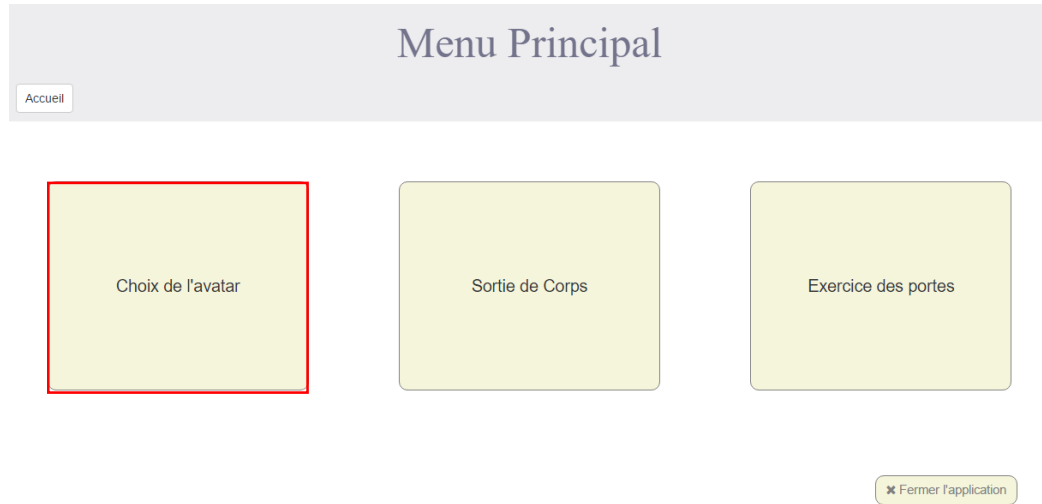 Menu Principal
Accueil
Choix de l'avatar
Sortie de Corps
Exercice des portes
✖ Fermer l'application